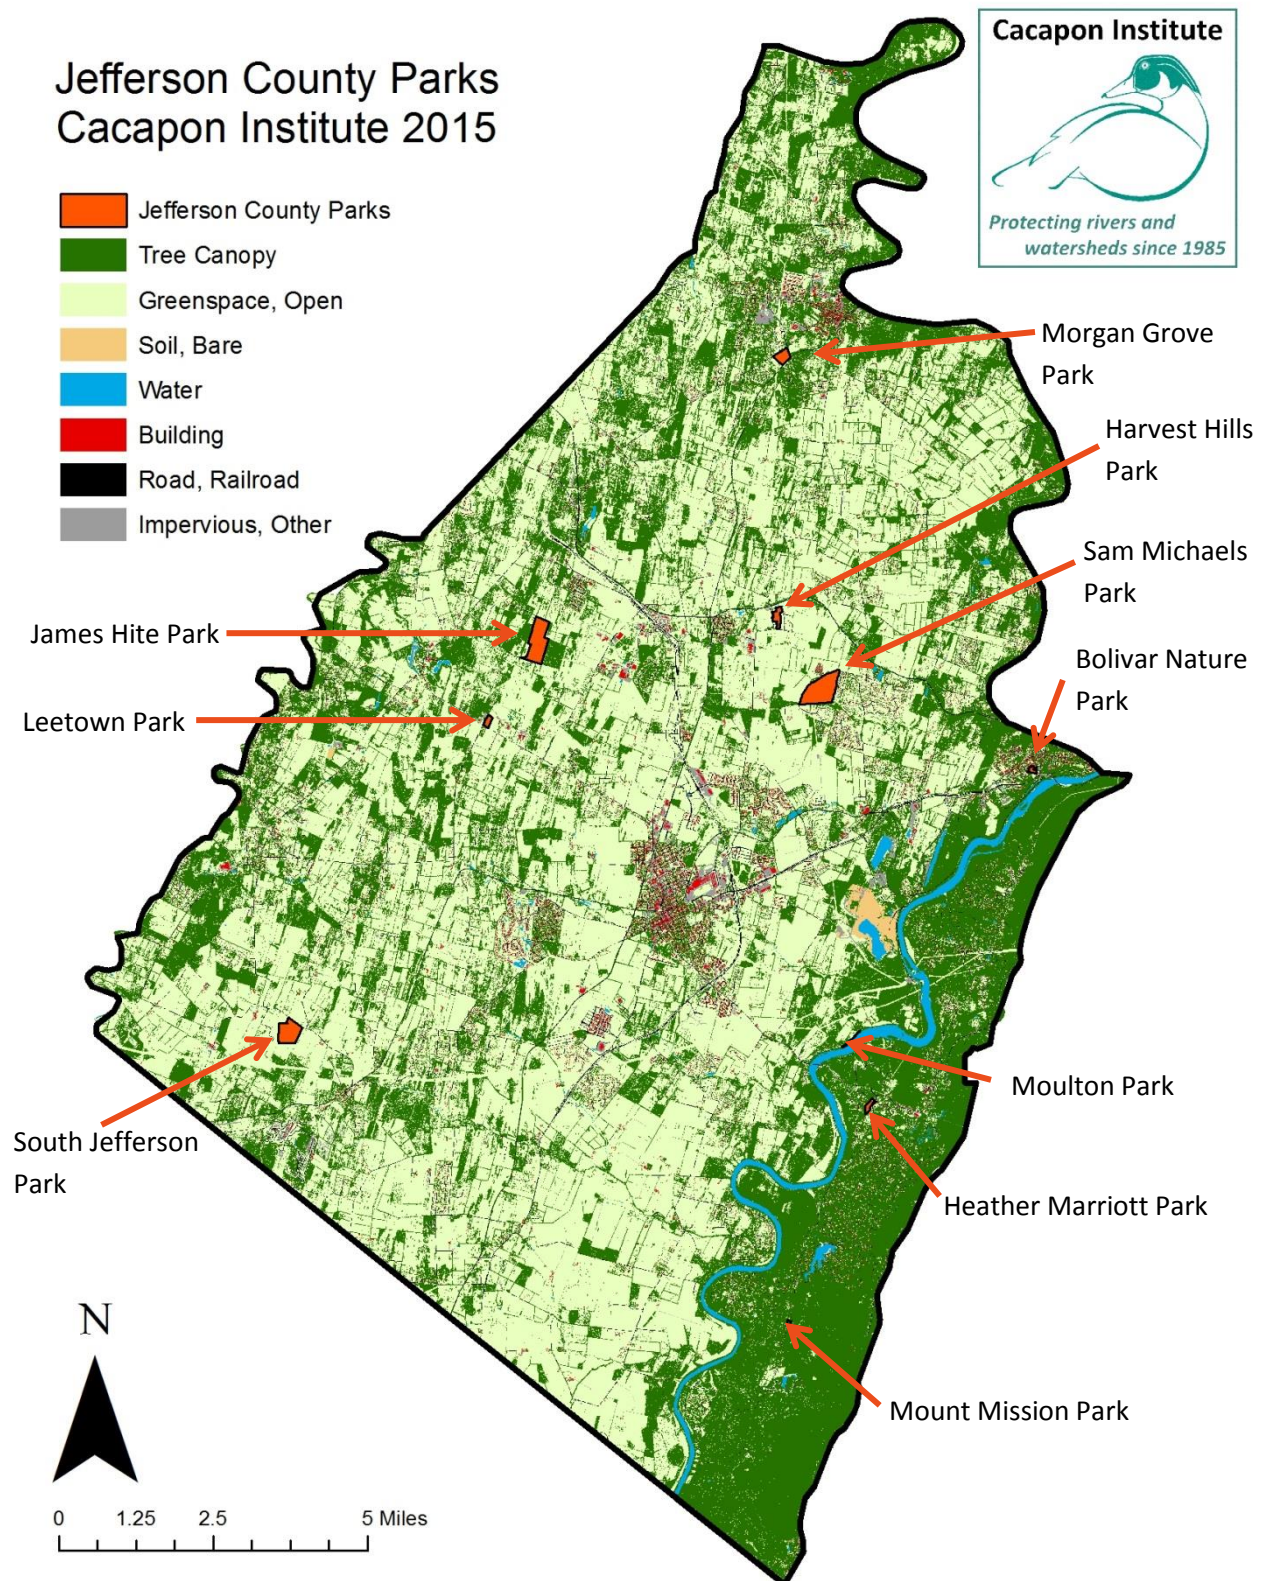 Jefferson County Parks
Cacapon Institute 2015
Jefferson County Parks
Tree Canopy
Greenspace, Open
Soil, Bare
Water
Building
Road, Railroad
Impervious, Other
Cacapon Institute
Protecting rivers and
watersheds since 1985
Morgan Grove
Park
Harvest Hills
Park
Sam Michaels
Park
Bolivar Nature
Park
James Hite Park
Leetown Park
Moulton Park
South Jefferson
Park
Heather Marriott Park
Mount Mission Park
N
0 1.25 2.5 5 Miles